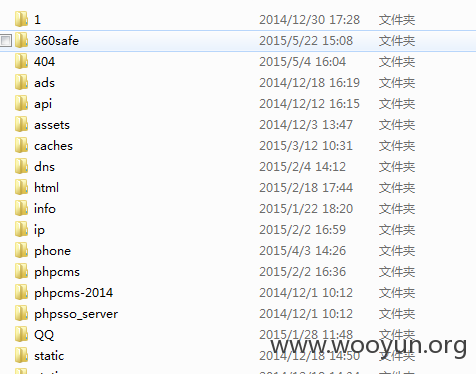 1 2014/12/30 17:28 文件夹
360safe 2015/5/22 15:08 文件夹
404 2015/5/4 16:04 文件夹
ads 2014/12/18 16:19 文件夹
api 2014/12/12 16:15 文件夹
assets 2014/12/3 13:47 文件夹
caches 2015/3/12 10:31 文件夹
dns 2015/2/4 14:12 文件夹
html 2015/2/18 17:44 文件夹
info 2015/1/22 18:20 文件夹
ip 2015/2/2 16:59 文件夹
phone 2015/4/3 14:26 文件夹
phpcms 2015/2/2 16:36 文件夹
phpcms-2014 2014/12/1 10:12 文件夹
phpsso_server 2014/12/1 10:12 文件夹
QQ 2015/1/28 11:48 文件夹
www.wooyun.org
static 2014/12/18 14:50 文件夹